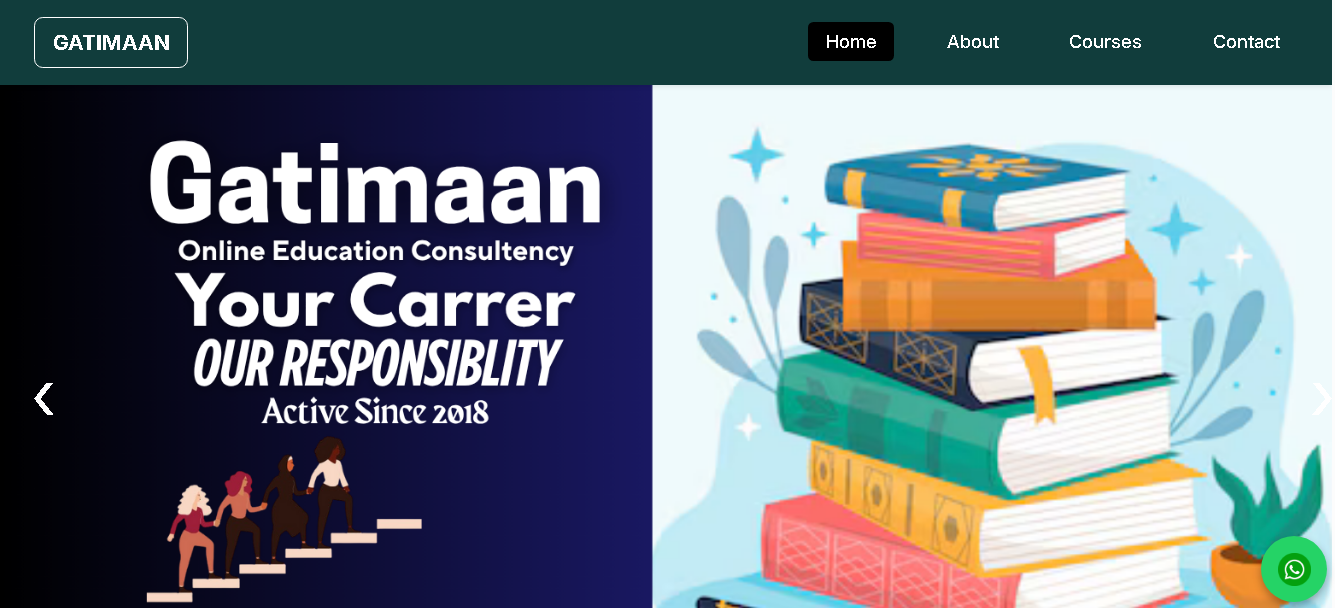 GATIMAAN
Home About Courses Contact
Gatimaan
Online Education Consultency
Your Carrer
OUR RESPONSIBLITY
Active Since 2018